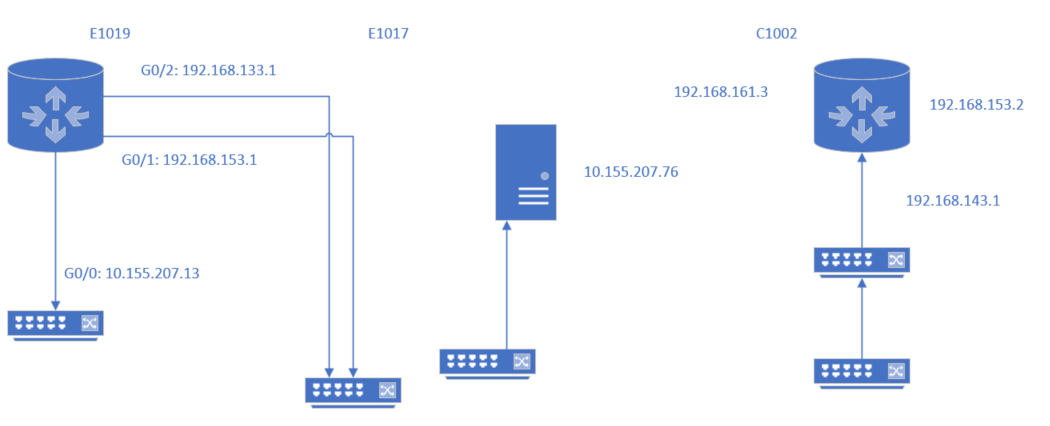 E1019
E1017
C1002
G0/2: 192.168.133.1
192.168.161.3
192.168.153.2
G0/1: 192.168.153.1
10.155.207.76
192.168.143.1
G0/0: 10.155.207.13